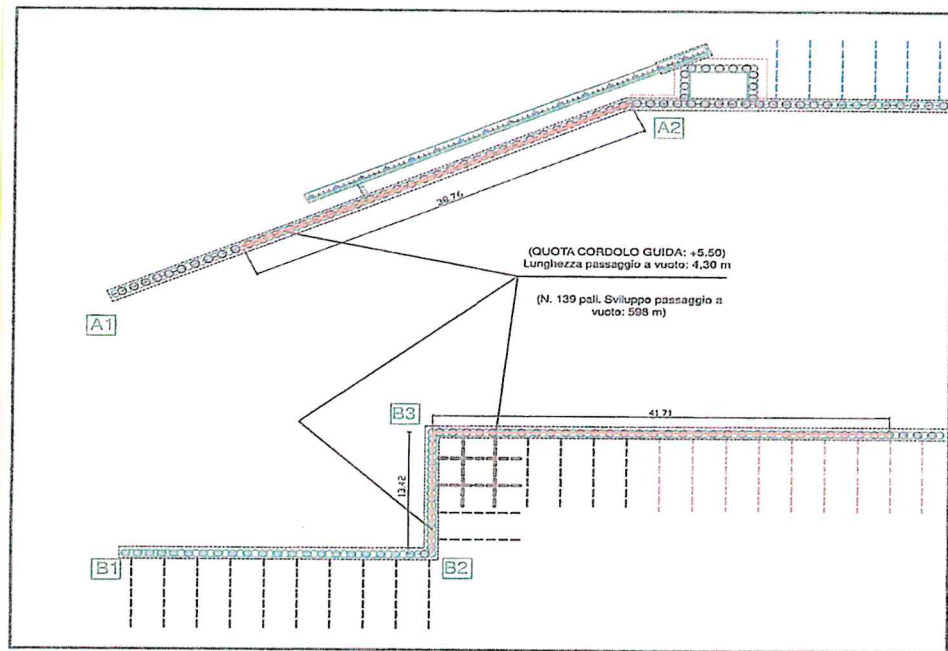 A2
36.76
(QUOTA CORDOLO GUIDA: +5.50)
Lunghezza passaggio a vuoto: 4,30 m
(N. 139 pali. Sviluppo passaggio a
vuoto: 598 m)
A1
B3
41.71
13.42
B1
B2